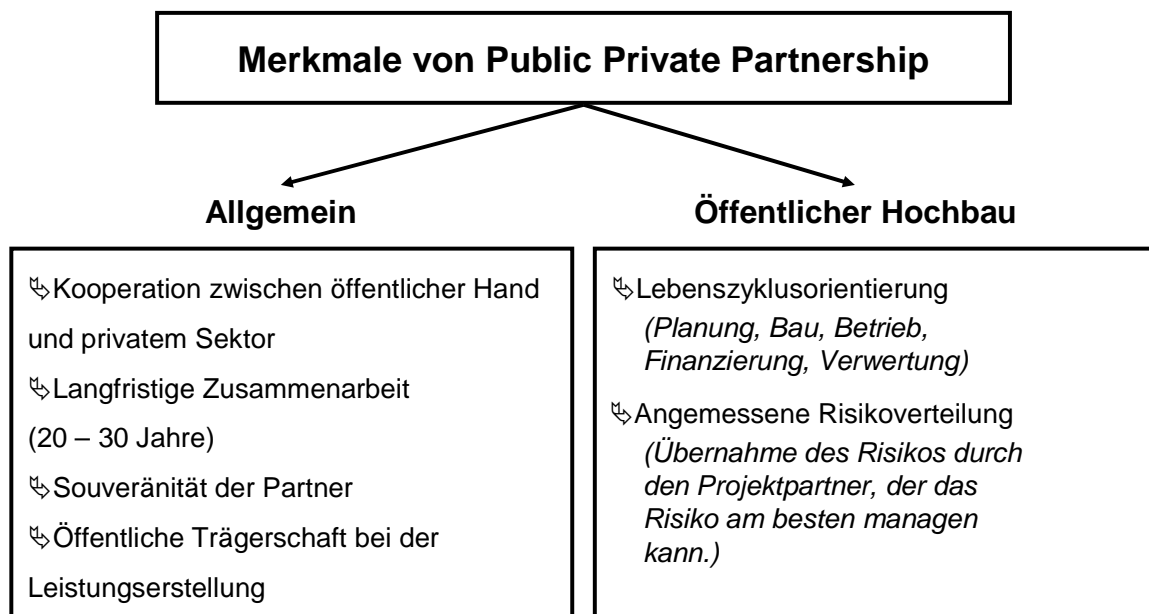 Merkmale von Public Private Partnership
Allgemein
⮱Kooperation zwischen öffentlicher Hand
und privatem Sektor
⮱Langfristige Zusammenarbeit
(20 – 30 Jahre)
⮱Souveränität der Partner
⮱Öffentliche Trägerschaft bei der
Leistungserstellung
Öffentlicher Hochbau
⮱Lebenszyklusorientierung
(Planung, Bau, Betrieb,
Finanzierung, Verwertung)
⮱Angemessene Risikoverteilung
(Übernahme des Risikos durch
den Projektpartner, der das
Risiko am besten managen
kann.)